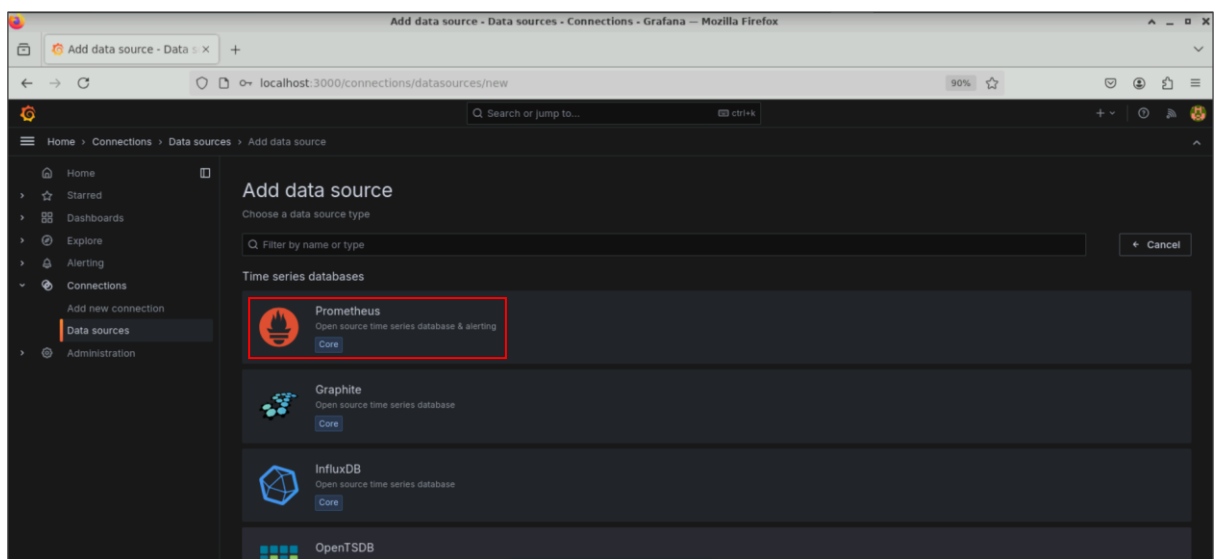 Add data source - Data sources - Connections - Grafana — Mozilla Firefox
Add data source - Data s
localhost:3000/connections/datasources/new
90%
Search or jump to...
ctrl+k
Home › Connections › Data sources › Add data source
Home
Starred
Dashboards
Explore
Alerting
Connections
Add new connection
Data sources
Administration
Add data source
Choose a data source type
Filter by name or type
Cancel
Time series databases
Prometheus
Open source time series database & alerting
Core
Graphite
Open source time series database
Core
InfluxDB
Open source time series database
Core
OpenTSDB